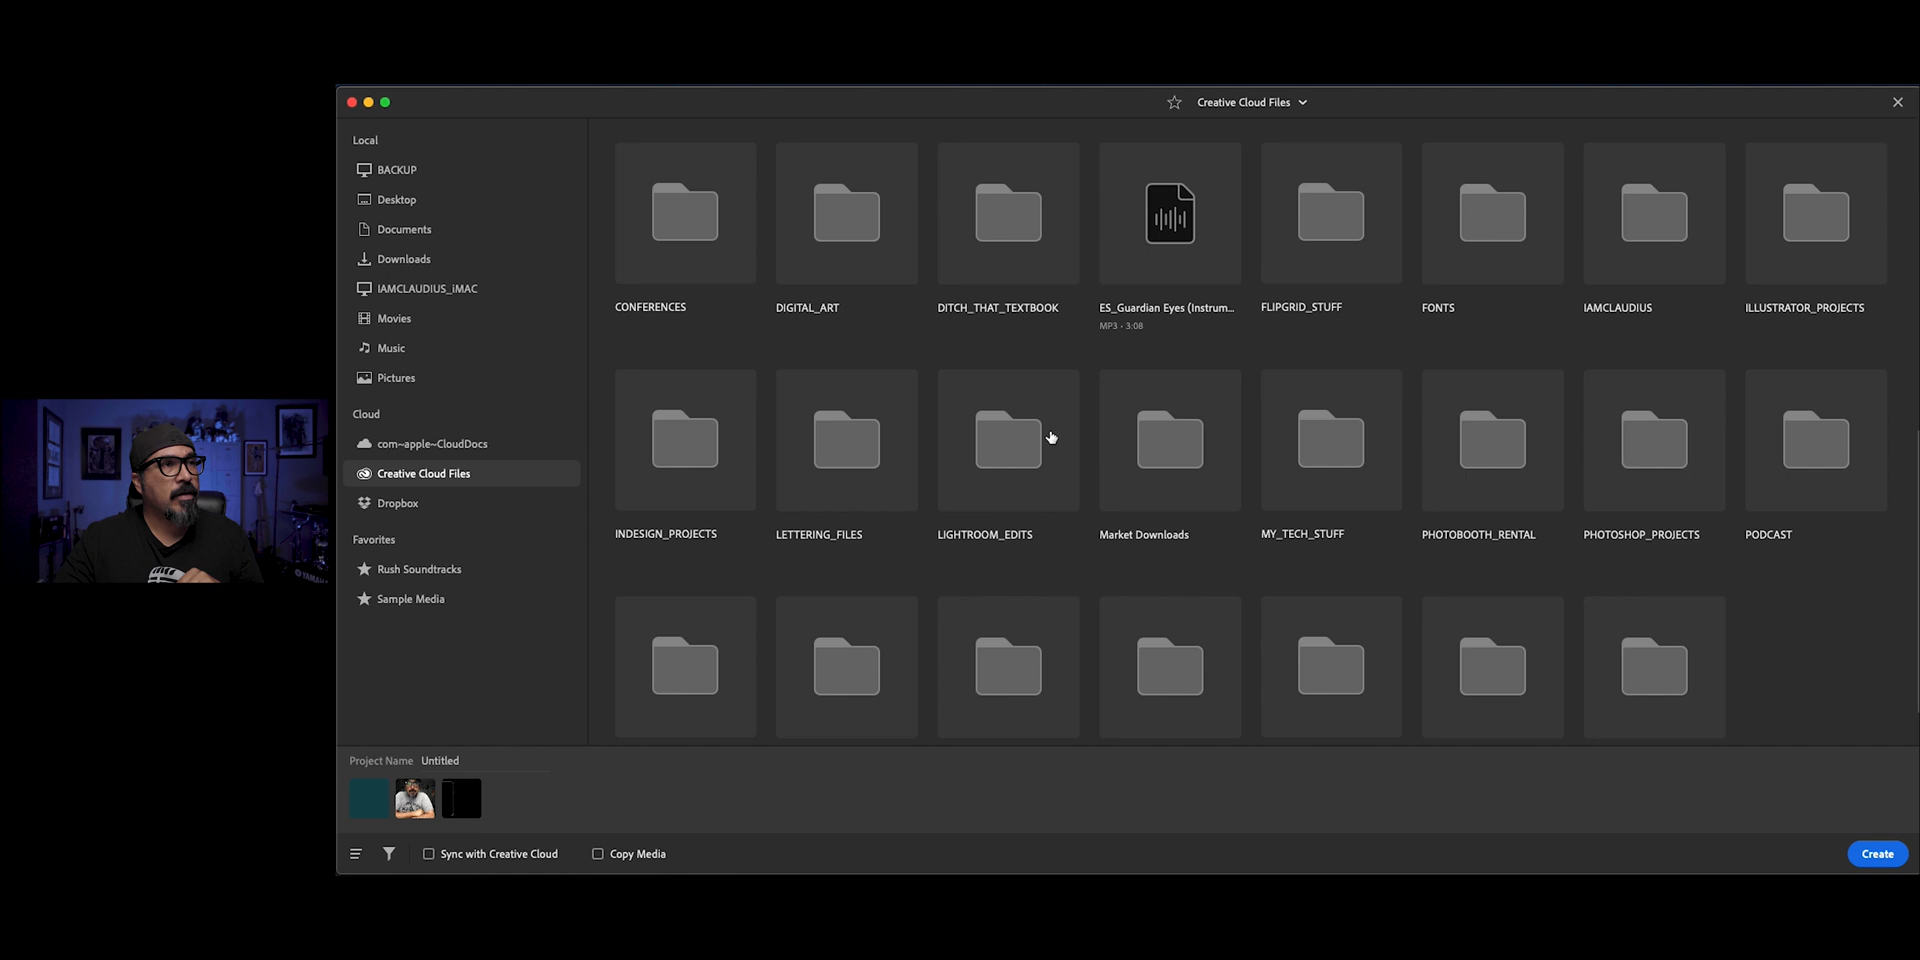 Creative Cloud Files
Local
BACKUP
Desktop
Documents
Downloads
IAMCLAUDIUS_iMAC
Movies
Music
Pictures
Cloud
com~apple~CloudDocs
Creative Cloud Files
Dropbox
Favorites
Rush Soundtracks
Sample Media
CONFERENCES
DIGITAL_ART
DITCH_THAT_TEXTBOOK
ES_Guardian Eyes (Instrum...
MP3 • 3:08
FLIPGRID_STUFF
FONTS
IAMCLAUDIUS
ILLUSTRATOR_PROJECTS
INDESIGN_PROJECTS
LETTERING_FILES
LIGHTROOM_EDITS
Market Downloads
MY_TECH_STUFF
PHOTOBOOTH_RENTAL
PHOTOSHOP_PROJECTS
PODCAST
Project Name Untitled
Sync with Creative Cloud
Copy Media
Create
YAMA